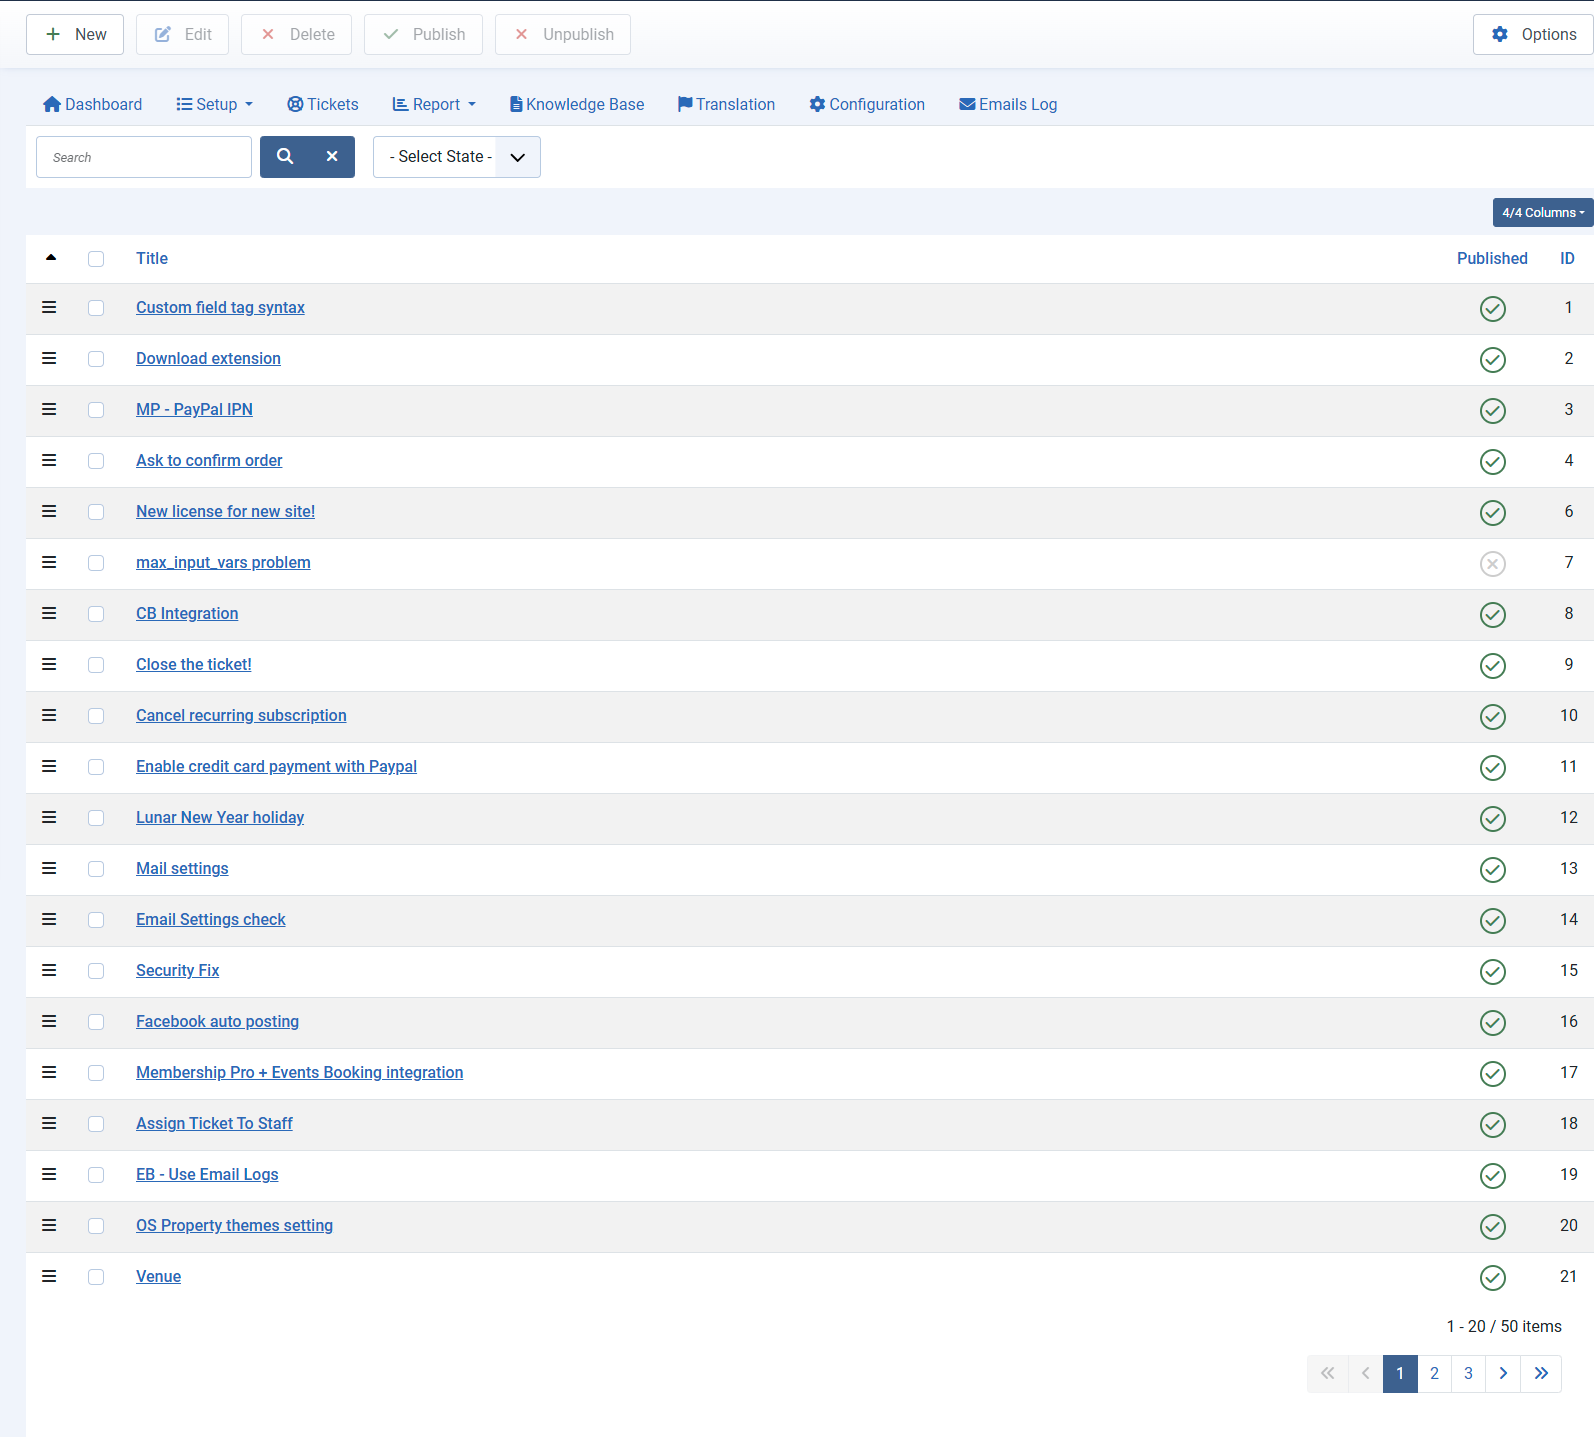 New Edit Delete Publish Unpublish Options
Dashboard Setup Tickets Report Knowledge Base Translation Configuration Emails Log
Search - Select State -
4/4 Columns
Title Published ID
Custom field tag syntax 1
Download extension 2
MP - PayPal IPN 3
Ask to confirm order 4
New license for new site! 6
max_input_vars problem 7
CB Integration 8
Close the ticket! 9
Cancel recurring subscription 10
Enable credit card payment with Paypal 11
Lunar New Year holiday 12
Mail settings 13
Email Settings check 14
Security Fix 15
Facebook auto posting 16
Membership Pro + Events Booking integration 17
Assign Ticket To Staff 18
EB - Use Email Logs 19
OS Property themes setting 20
Venue 21
1 - 20 / 50 items
1 2 3